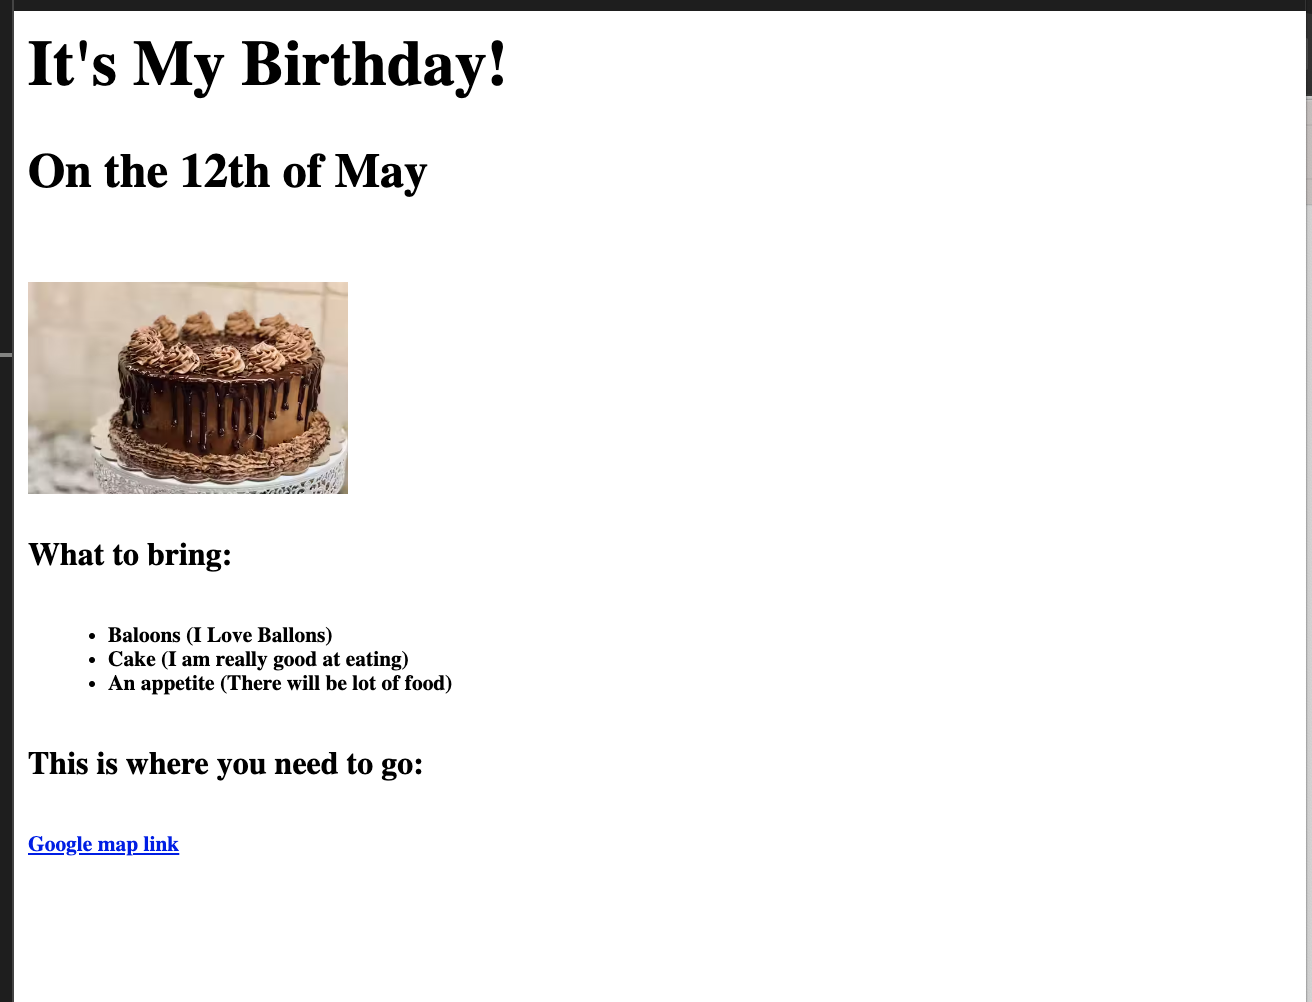 It's My Birthday!
On the 12th of May
What to bring:
• Baloons (I Love Ballons)
• Cake (I am really good at eating)
• An appetite (There will be lot of food)
This is where you need to go:
Google map link